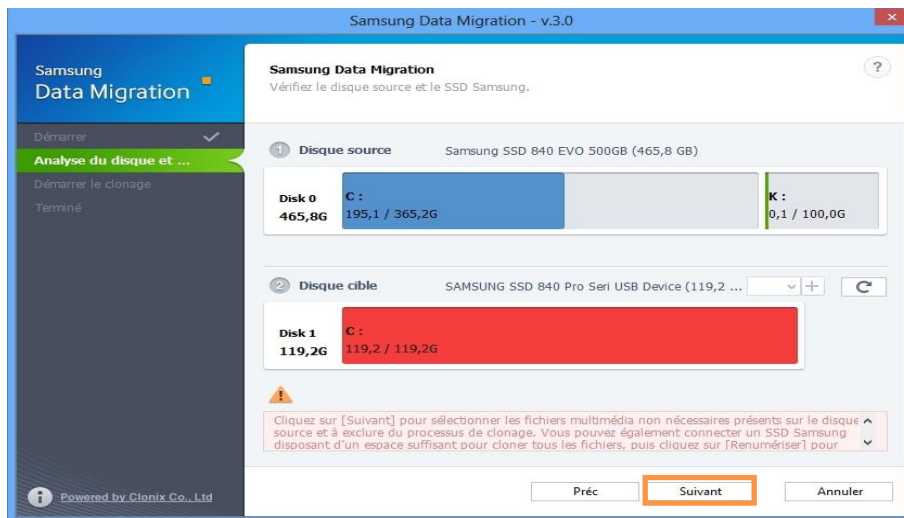 Samsung Data Migration - v.3.0
Samsung
Data Migration
Démarrer
Analyse du disque et ...
Démarrer le clonage
Terminé
Powered by Clonix Co., Ltd
Samsung Data Migration
Vérifiez le disque source et le SSD Samsung.
?
1 Disque source Samsung SSD 840 EVO 500GB (465,8 GB)
Disk 0
465,8G
C :
195,1 / 365,2G
K :
0,1 / 100,0G
2 Disque cible SAMSUNG SSD 840 Pro Seri USB Device (119,2 ...
Disk 1
119,2G
C :
119,2 / 119,2G
Cliquez sur [Suivant] pour sélectionner les fichiers multimédia non nécessaires présents sur le disque
source et à exclure du processus de clonage. Vous pouvez également connecter un SSD Samsung
disposant d'un espace suffisant pour cloner tous les fichiers, puis cliquez sur [Renumériser] pour
Préc Suivant Annuler